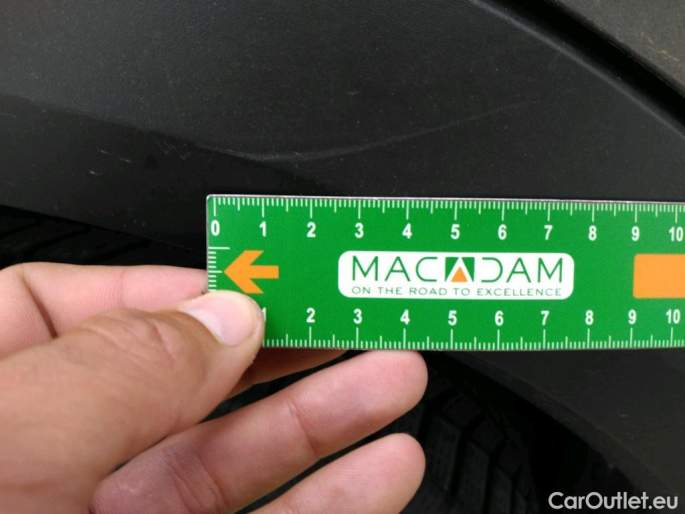 0 1 2 3 4 5 6 7 8 9 10
MACADAM
ON THE ROAD TO EXCELLENCE
1 2 3 4 5 6 7 8 9 10
CarOutlet.eu